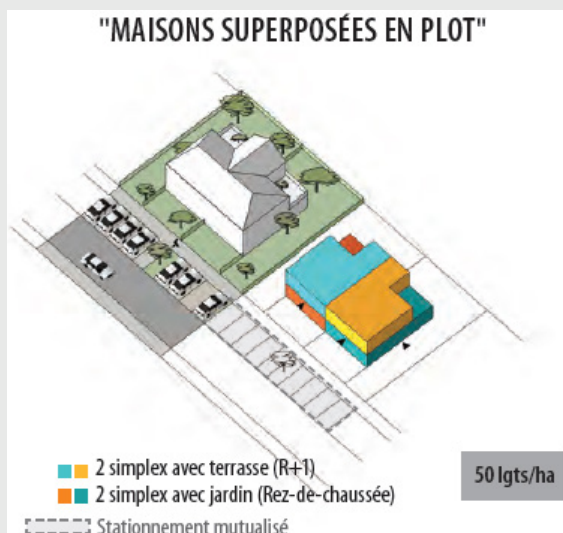 "MAISONS SUPERPOSÉES EN PLOT"
2 simplex avec terrasse (R+1)
2 simplex avec jardin (Rez-de-chaussée)
50 lgts/ha
Stationnement mutualisé